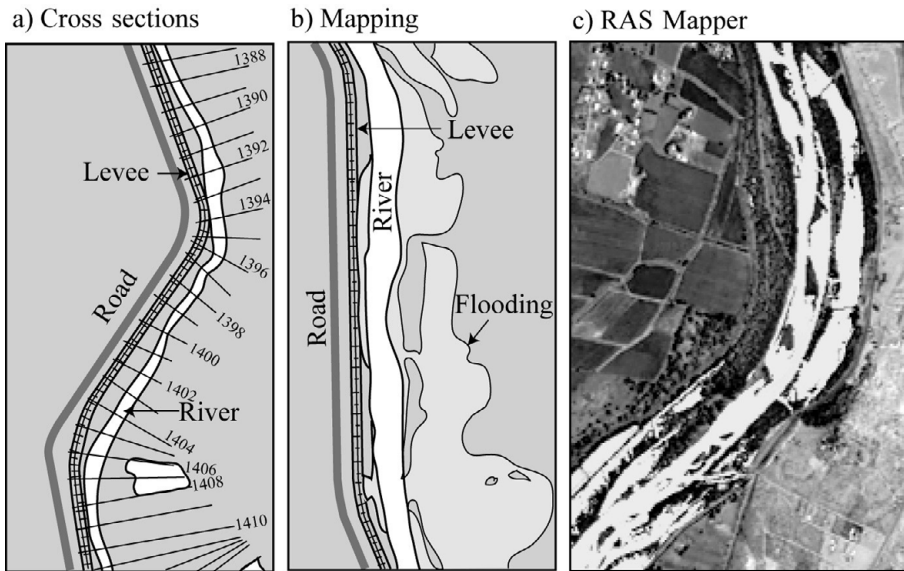 a) Cross sections
b) Mapping
c) RAS Mapper
1388
1390
Levee
1392
1394
1396
Road
1398
1400
1402
River
1404
1406
1408
1410
Levee
River
Road
Flooding